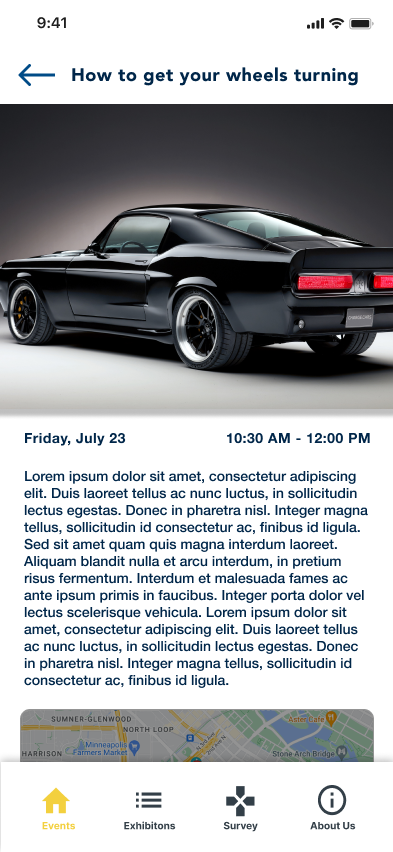 9:41
How to get your wheels turning
Friday, July 23
10:30 AM - 12:00 PM
Lorem ipsum dolor sit amet, consectetur adipiscing
elit. Duis laoreet tellus ac nunc luctus, in sollicitudin
lectus egestas. Donec in pharetra nisl. Integer magna
tellus, sollicitudin id consectetur ac, finibus id ligula.
Sed sit amet quam quis magna interdum laoreet.
Aliquam blandit nulla et arcu interdum, in pretium
risus fermentum. Interdum et malesuada fames ac
ante ipsum primis in faucibus. Integer porta dolor vel
lectus scelerisque vehicula. Lorem ipsum dolor sit
amet, consectetur adipiscing elit. Duis laoreet tellus
ac nunc luctus, in sollicitudin lectus egestas. Donec
in pharetra nisl. Integer magna tellus, sollicitudin id
consectetur ac, finibus id ligula.
SUMNER-GLENWOOD
Aster Cafe
NORTH LOOP
Minneapolis
Farmers Market
HARRISON
Stone Arch Bridge
Events
Exhibitons
Survey
About Us